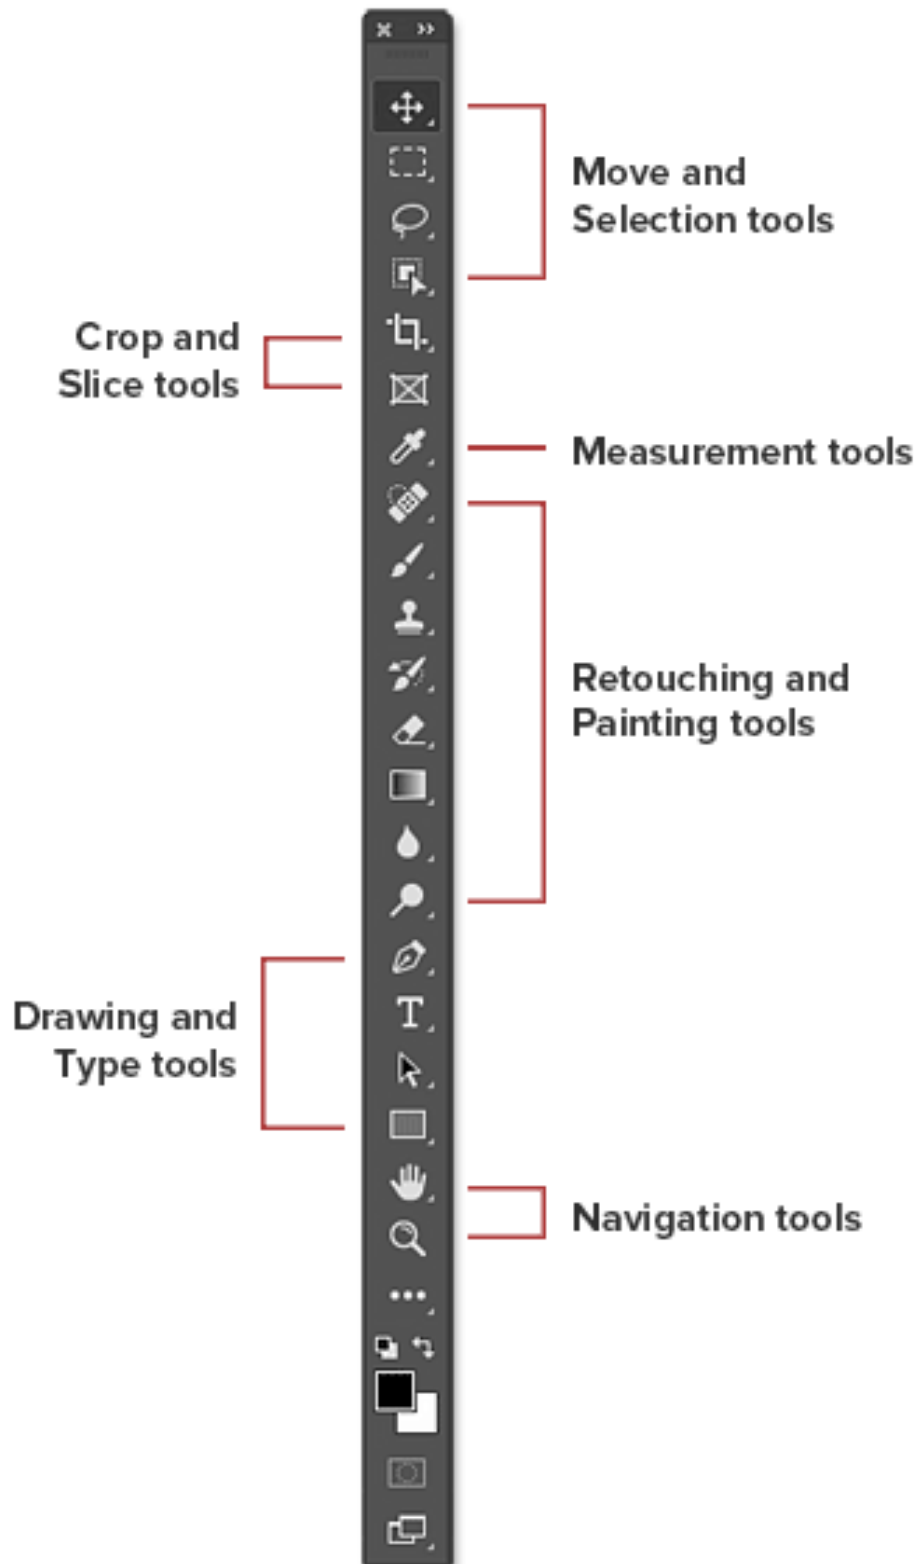 Move and
Selection tools
Crop and
Slice tools
Measurement tools
Retouching and
Painting tools
T
Drawing and
Type tools
Navigation tools